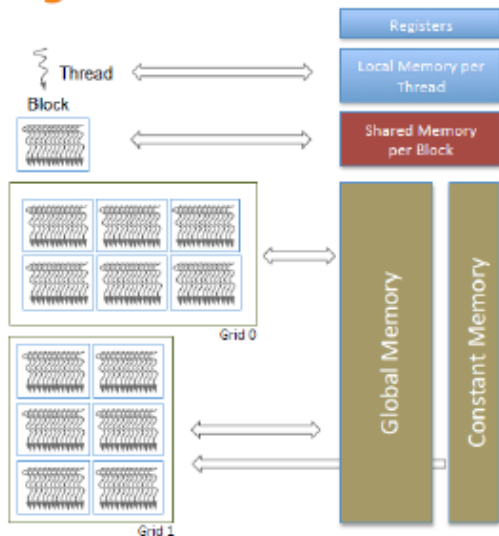 Registers
Thread
Local Memory per
Thread
Block
Shared Memory
per Block
Grid 0
Global Memory
Constant Memory
Grid 1